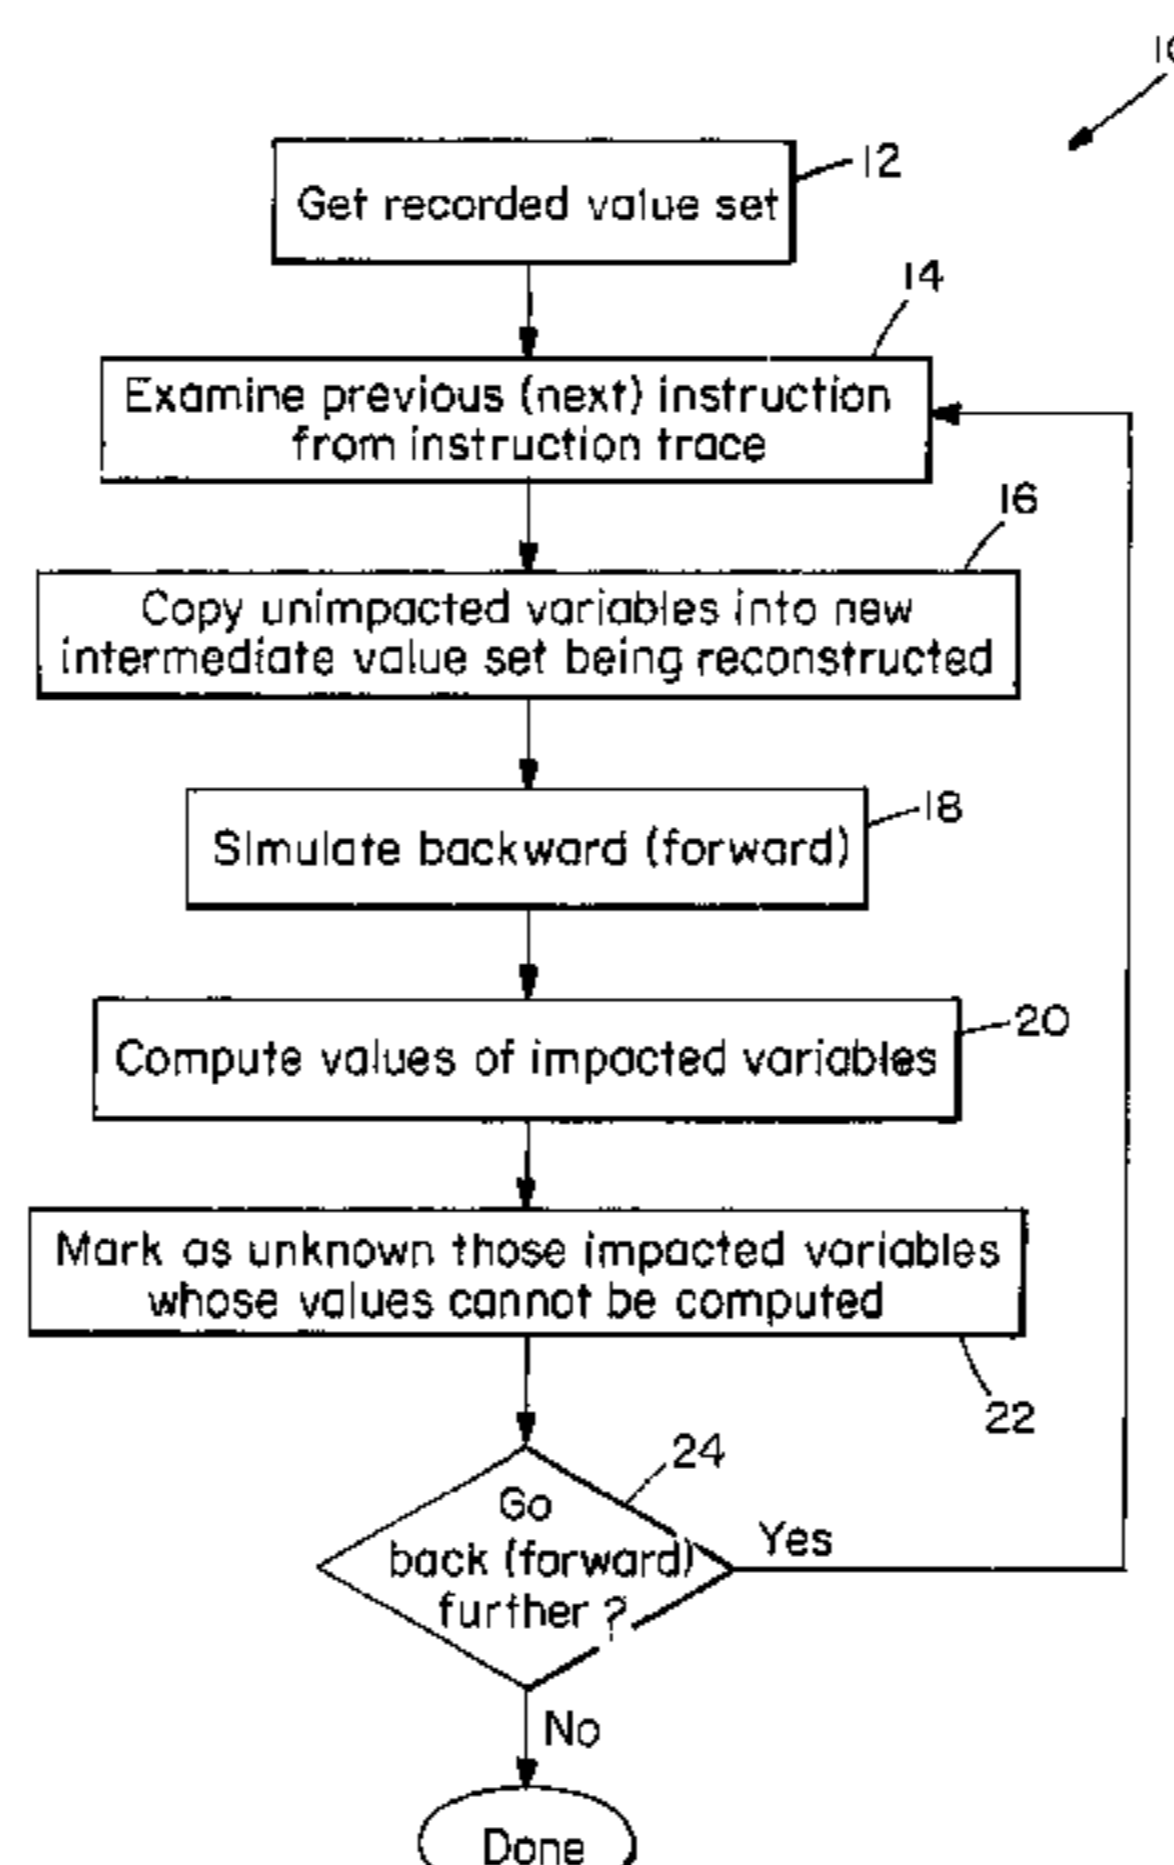 12
Get recorded value set
14
Examine previous (next) instruction
from instruction trace
16
Copy unimpacted variables into new
intermediate value set being reconstructed
18
Simulate backward (forward)
20
Compute values of impacted variables
Mark as unknown those impacted variables
whose values cannot be computed
22
24
Go
back (forward)
further ?
Yes
No
Done